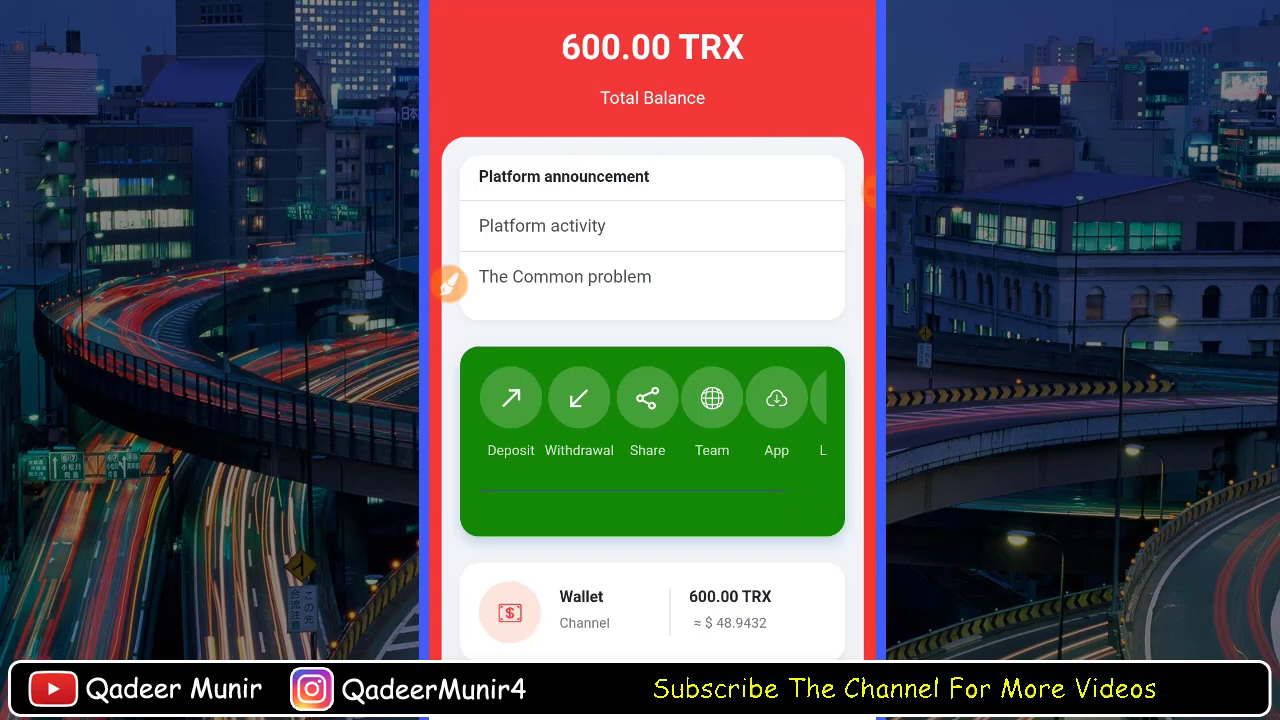 600.00 TRX
Total Balance
Platform announcement
Platform activity
The Common problem
Deposit Withdrawal Share Team App L
Wallet
600.00 TRX
Channel
≈ $ 48.9432
Qadeer Munir
QadeerMunir4
Subscribe The Channel For More Videos